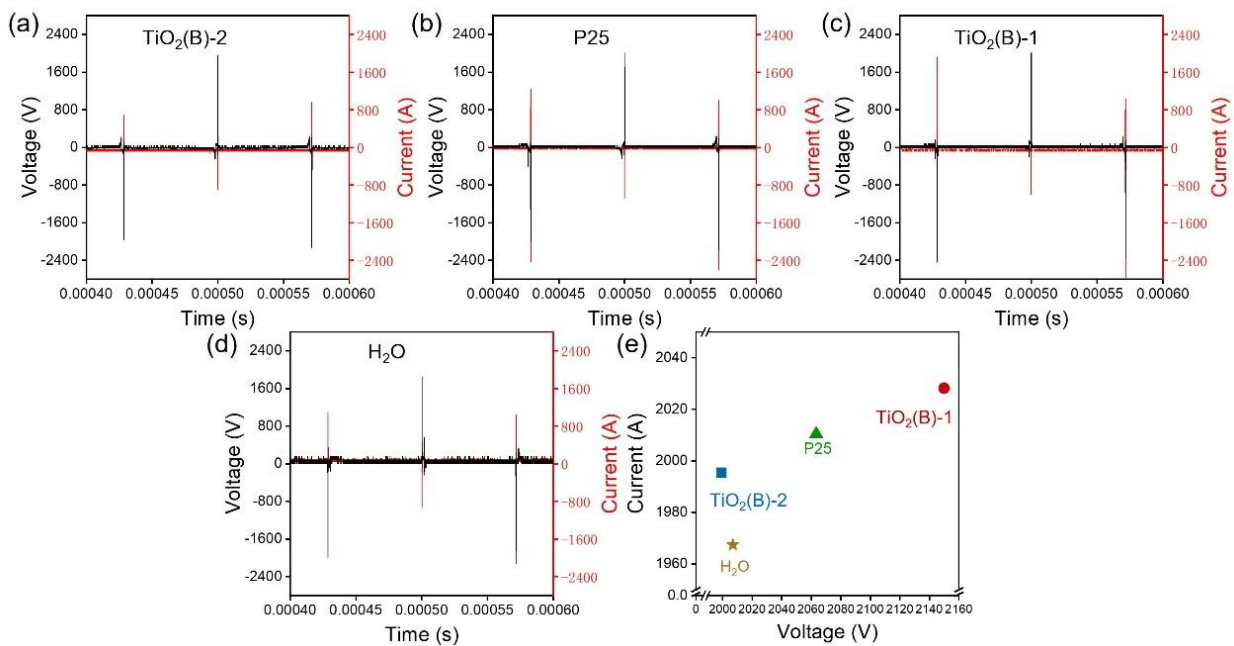 (a)
TiO₂(B)-2
Voltage (V)
2400
1600
800
0
-800
-1600
-2400
2400
1600
800
0
-800
-1600
-2400
Current (A)
0.00040 0.00045 0.00050 0.00055 0.00060
Time (s)
(b)
P25
Voltage (V)
2400
1600
800
0
-800
-1600
-2400
2400
1600
800
0
-800
-1600
-2400
Current (A)
0.00040 0.00045 0.00050 0.00055 0.00060
Time (s)
(c)
TiO₂(B)-1
Voltage (V)
2400
1600
800
0
-800
-1600
-2400
2400
1600
800
0
-800
-1600
-2400
Current (A)
0.00040 0.00045 0.00050 0.00055 0.00060
Time (s)
(d)
H₂O
Voltage (V)
2400
1600
800
0
-800
-1600
-2400
2400
1600
800
0
-800
-1600
-2400
Current (A)
0.00040 0.00045 0.00050 0.00055 0.00060
Time (s)
(e)
Current (A)
2040
2020
2000
1980
1960
0.0
TiO₂(B)-1
P25
TiO₂(B)-2
H₂O
0 2000 2020 2040 2060 2080 2100 2120 2140 2160
Voltage (V)